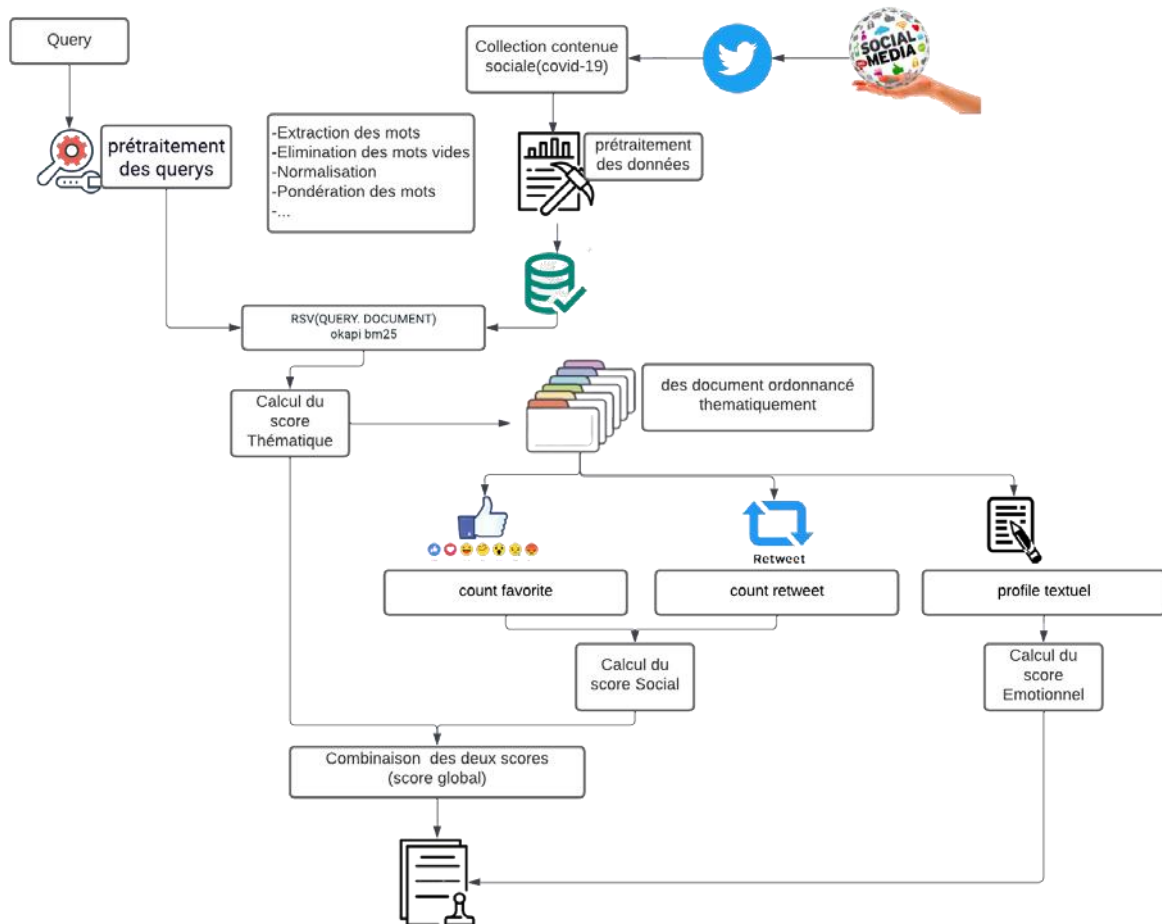 Query
Collection contenue
sociale(covid-19)
SOCIAL
MEDIA
prétraitement
des querys
-Extraction des mots
-Elimination des mots vides
-Normalisation
-Pondération des mots
-...
prétraitement
des données
RSV(QUERY. DOCUMENT)
okapi bm25
Calcul du
score
Thématique
des document ordonnancé
thematiquement
Retweet
count favorite
count retweet
profile textuel
Calcul du
score Social
Calcul du
score
Emotionnel
Combinaison des deux scores
(score global)